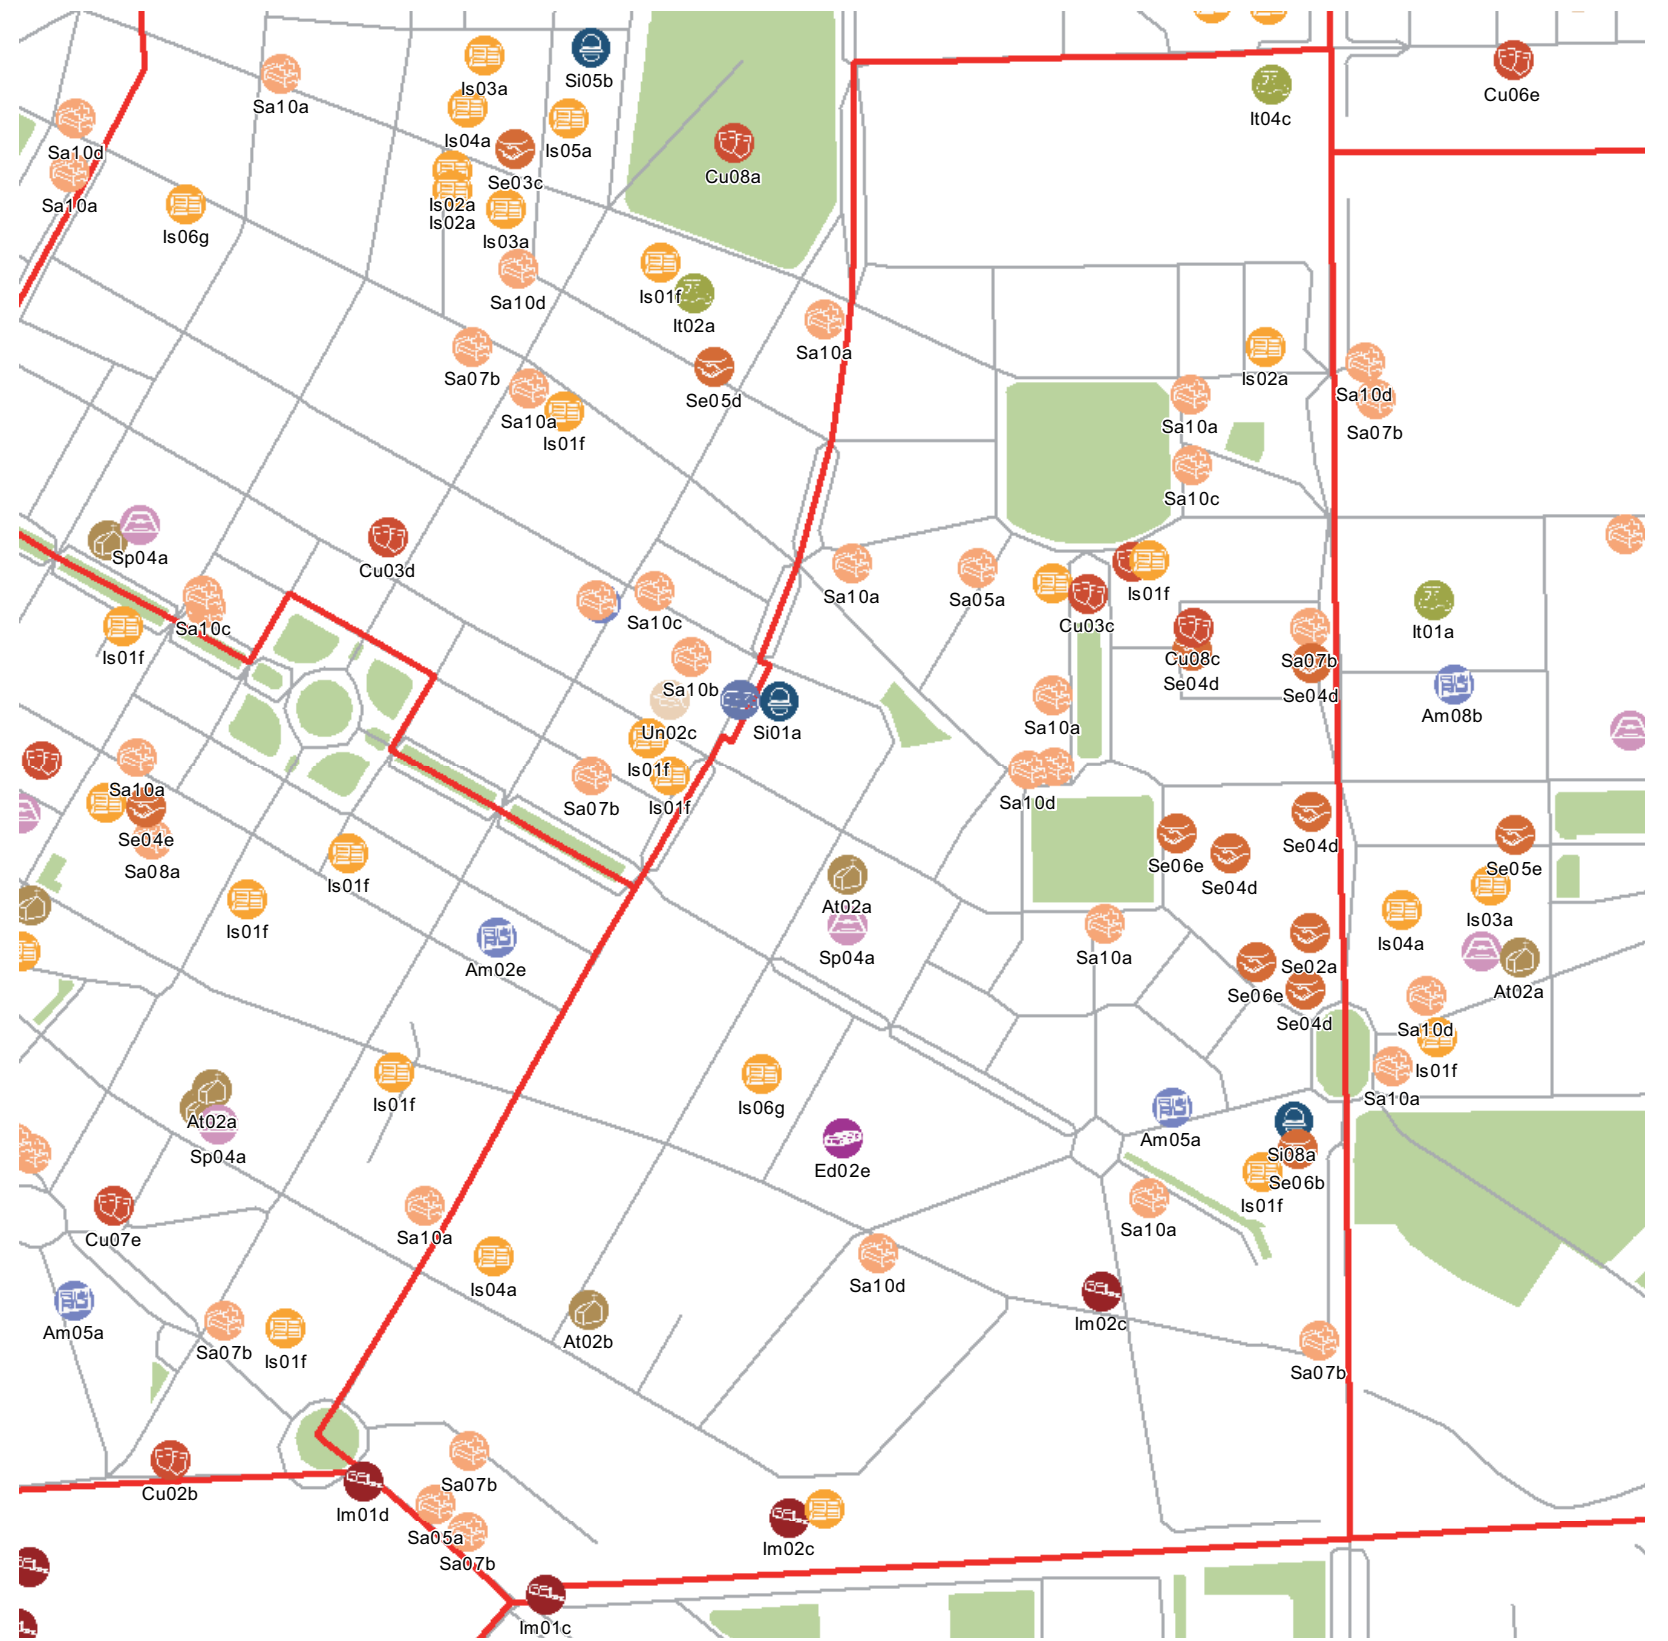 Is03a
Si05b
Sa10a
Cu06e
Is04a
It04c
Sa10d
Se03c
Is05a
Cu08a
Sa10a
Is02a
Is02a
Is06g
Is03a
Sa10d
Is01f
It02a
Sa10a
Sa07b
Is02a
Sa10d
Se05d
Sa10a
Is01f
Sa10a
Sa07b
Sa10c
Sp04a
Cu03d
Sa10a
Sa05a
Is01f
Sa10c
Sa10c
Cu03c
It01a
Is01f
Cu08c
Sa07b
Se04d
Se04d
Sa10b
Am08b
Un02c
Si01a
Sa10a
Is01f
Sa10a
Sa07b
Is01f
Sa10d
Se04e
Sa08a
Is01f
Se06e
Se04d
Se04d
Se05e
Is01f
At02a
Is03a
Is04a
Am02e
Sp04a
Sa10a
Se02a
Se06e
At02a
Se04d
Sa10d
Is01f
Is01f
Is06g
Sa10a
At02a
Sp04a
Am05a
Si08a
Ed02e
Se06b
Is01f
Cu07e
Sa10a
Sa10a
Is04a
Sa10d
Am05a
Im02c
Sa07b
Is01f
At02b
Sa07b
Cu02b
Sa07b
Im01d
Sa05a
Sa07b
Im02c
Im01c